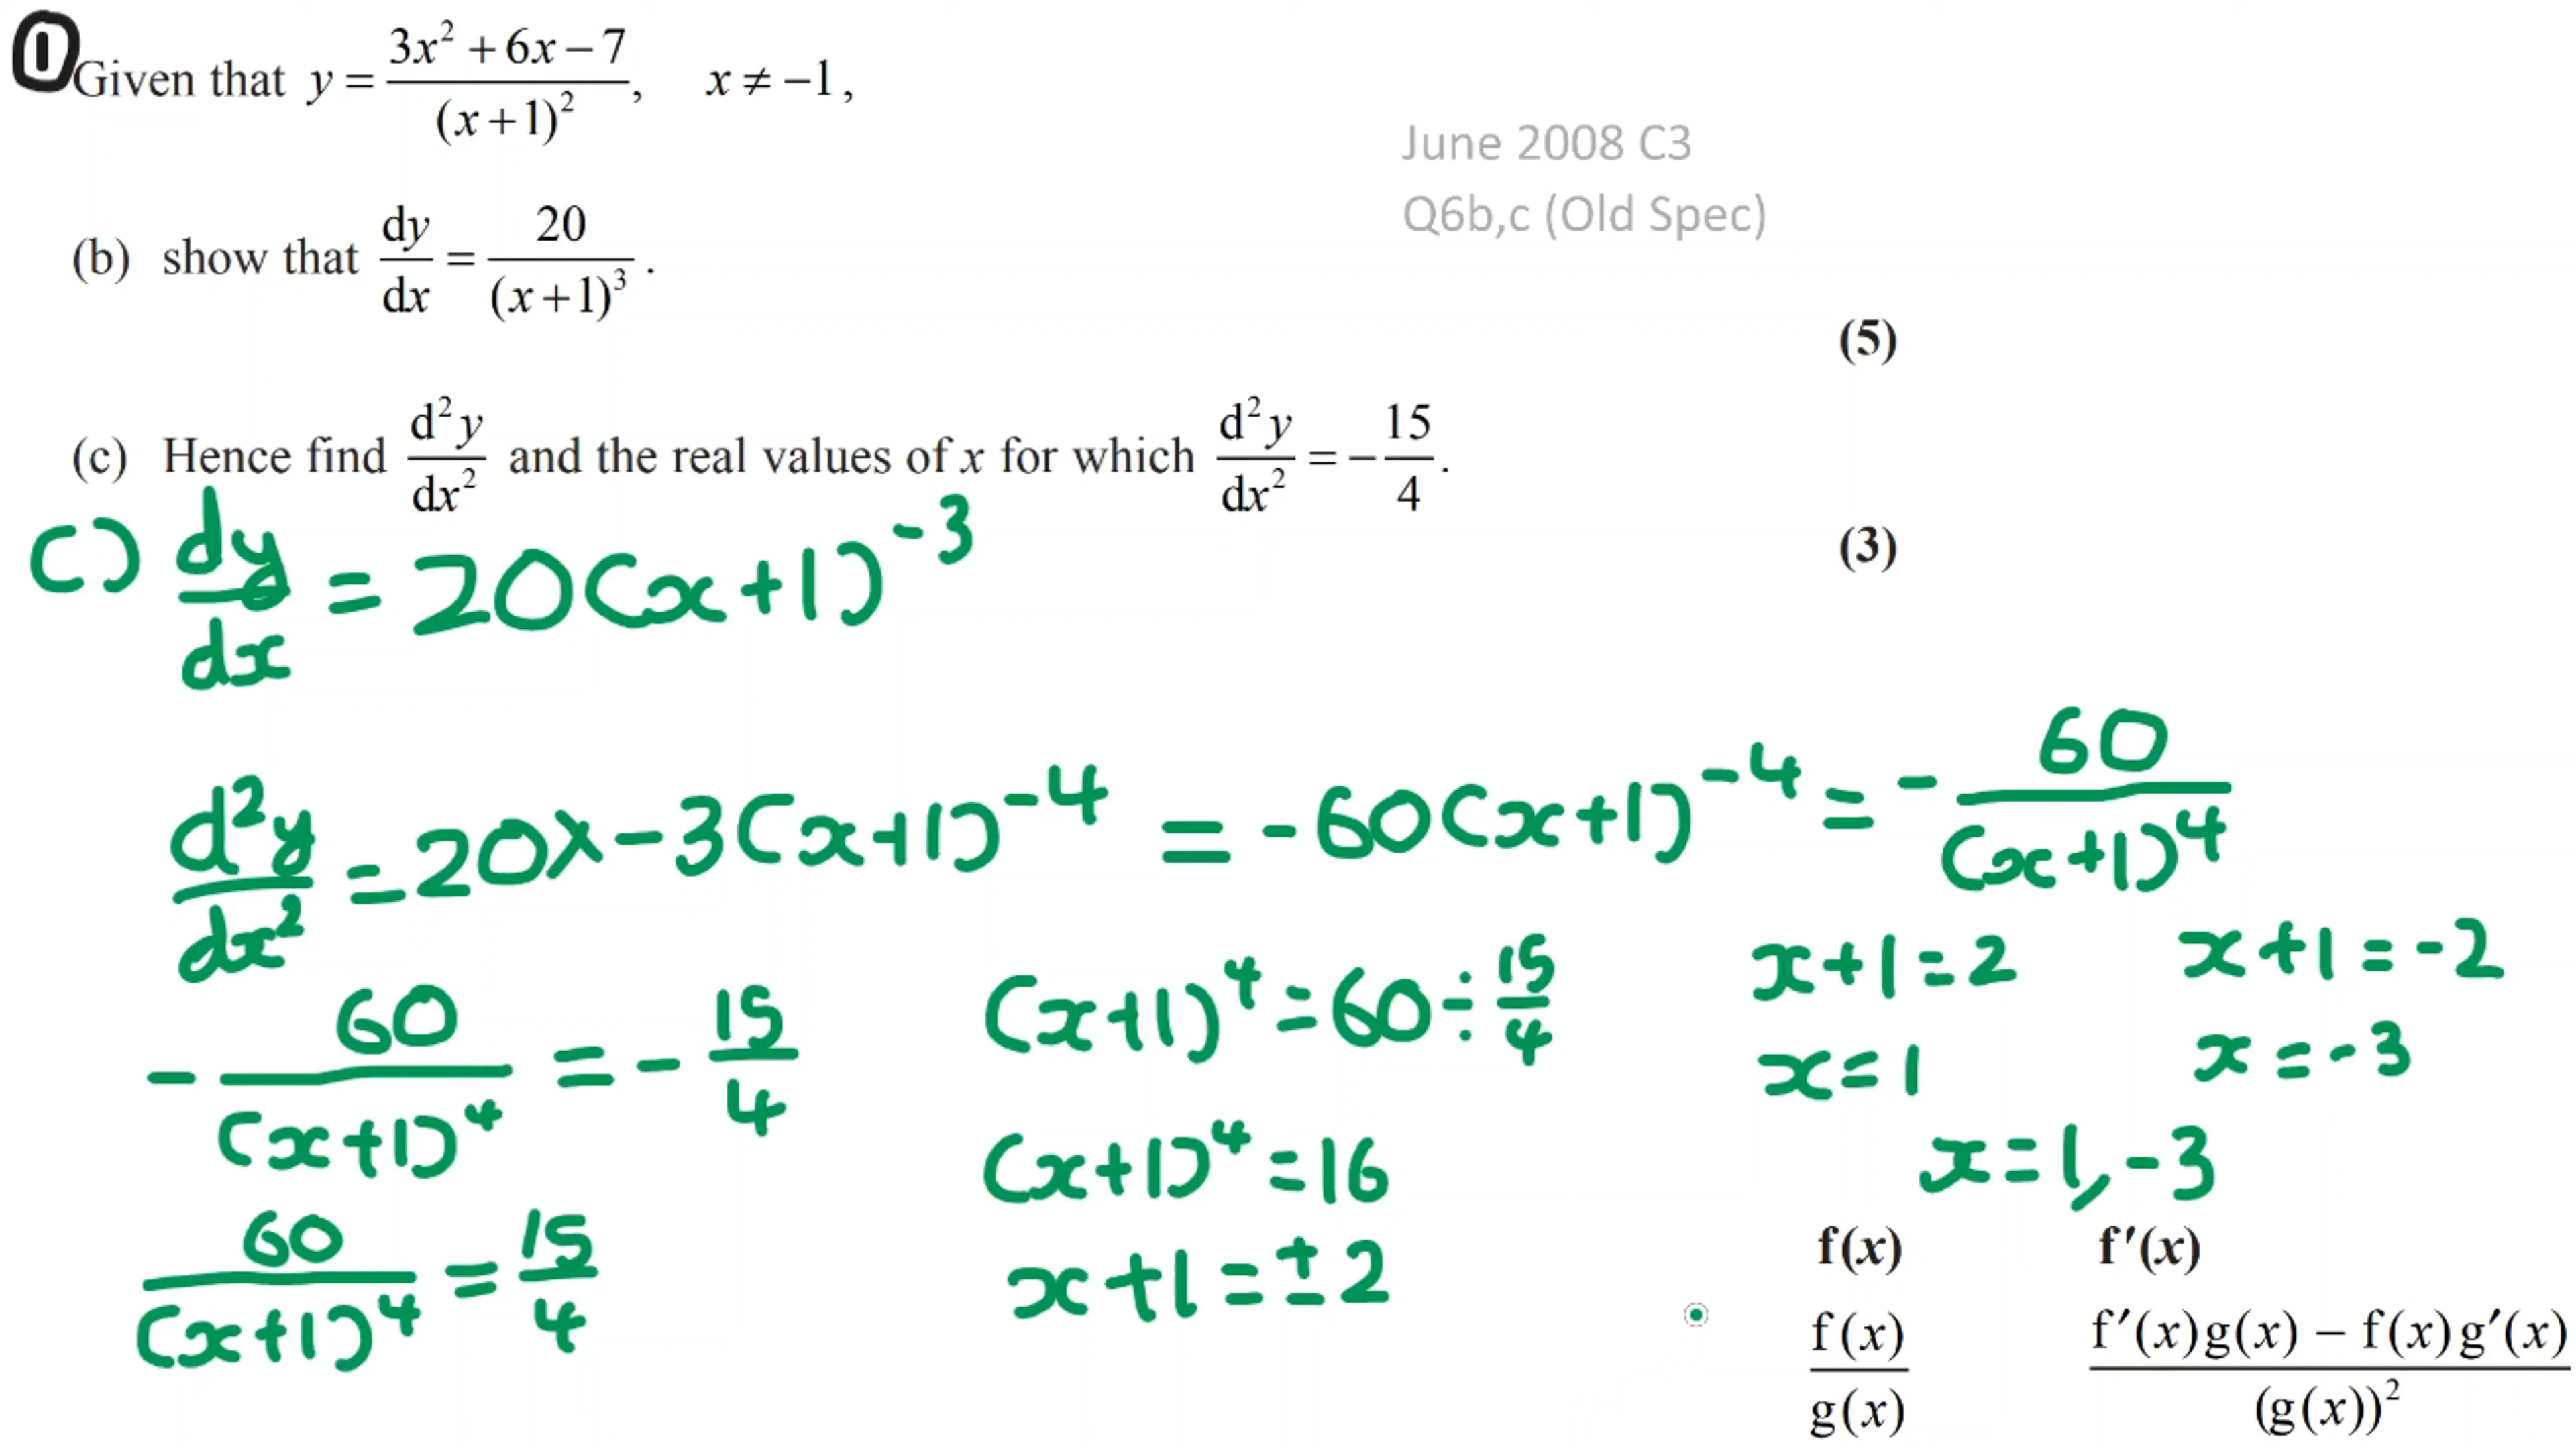 ① Given that y = (3x² + 6x − 7)/(x + 1)², x ≠ −1,
June 2008 C3
Q6b,c (Old Spec)
(b) show that dy/dx = 20/(x + 1)³.
(5)
(c) Hence find d²y/dx² and the real values of x for which d²y/dx² = −15/4.
(3)
c) dy/dx = 20(x+1)⁻³
d²y/dx² = 20×−3(x+1)⁻⁴ = −60(x+1)⁻⁴ = −60/(x+1)⁴
−60/(x+1)⁴ = −15/4
60/(x+1)⁴ = 15/4
(x+1)⁴ = 60 ÷ 15/4
(x+1)⁴ = 16
x+1 = ±2
x+1 = 2 x+1 = −2
x = 1 x = −3
x = 1, −3
f(x) f′(x)
f(x)/g(x) (f′(x)g(x) − f(x)g′(x))/(g(x))²